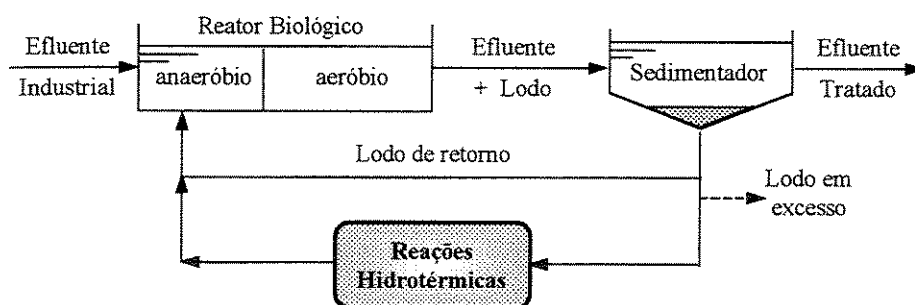 Reator Biológico
Efluente
Industrial
anaeróbio
aeróbio
Efluente
+ Lodo
Sedimentador
Efluente
Tratado
Lodo de retorno
Lodo em
excesso
Reações
Hidrotérmicas